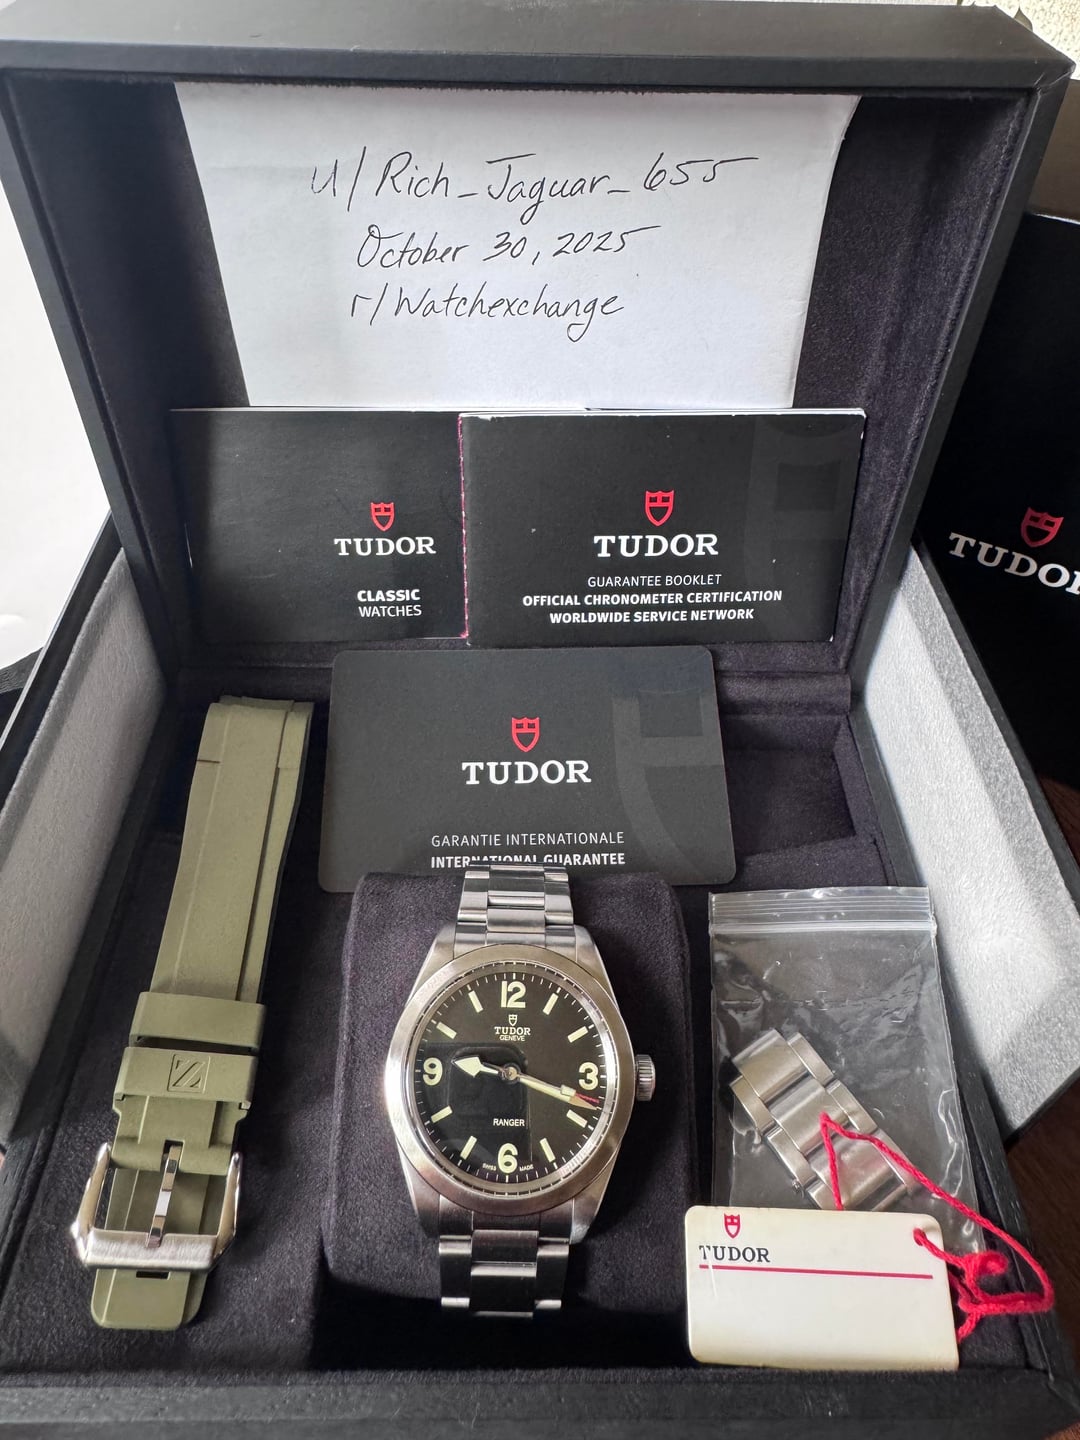 u/Rich_Jaguar_655
October 30, 2025
r/Watchexchange
TUDOR
CLASSIC
WATCHES
TUDOR
GUARANTEE BOOKLET
OFFICIAL CHRONOMETER CERTIFICATION
WORLDWIDE SERVICE NETWORK
TUDOR
TUDOR
GARANTIE INTERNATIONALE
INTERNATIONAL GUARANTEE
12
TUDOR
GENEVE
9
3
RANGER
6
SWISS MADE
Z
TUDOR